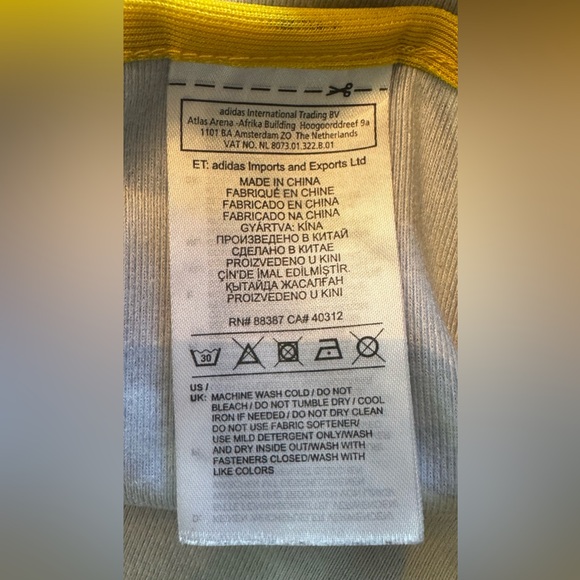 adidas International Trading BV
Atlas Arena -Afrika Building Hoogoorddreef 9a
1101 BA Amsterdam ZO The Netherlands
VAT NO. NL 8073.01.322.B.01
ET: adidas Imports and Exports Ltd
MADE IN CHINA
FABRIQUÉ EN CHINE
FABRICADO EN CHINA
FABRICADO NA CHINA
GYÁRTVA: KÍNA
ПРОИЗВЕДЕНО В КИТАЙ
СДЕЛАНО В КИТАЕ
PROIZVEDENO U KINI
ÇİN'DE İMAL EDİLMİŞTİR.
ҚЫТАЙДА ЖАСАЛҒАН
PROIZVEDENO U KINI
RN# 88387 CA# 40312
30
US /
UK: MACHINE WASH COLD / DO NOT
BLEACH / DO NOT TUMBLE DRY / COOL
IRON IF NEEDED / DO NOT DRY CLEAN
DO NOT USE FABRIC SOFTENER/
USE MILD DETERGENT ONLY/WASH
AND DRY INSIDE OUT/WASH WITH
FASTENERS CLOSED/WASH WITH
LIKE COLORS